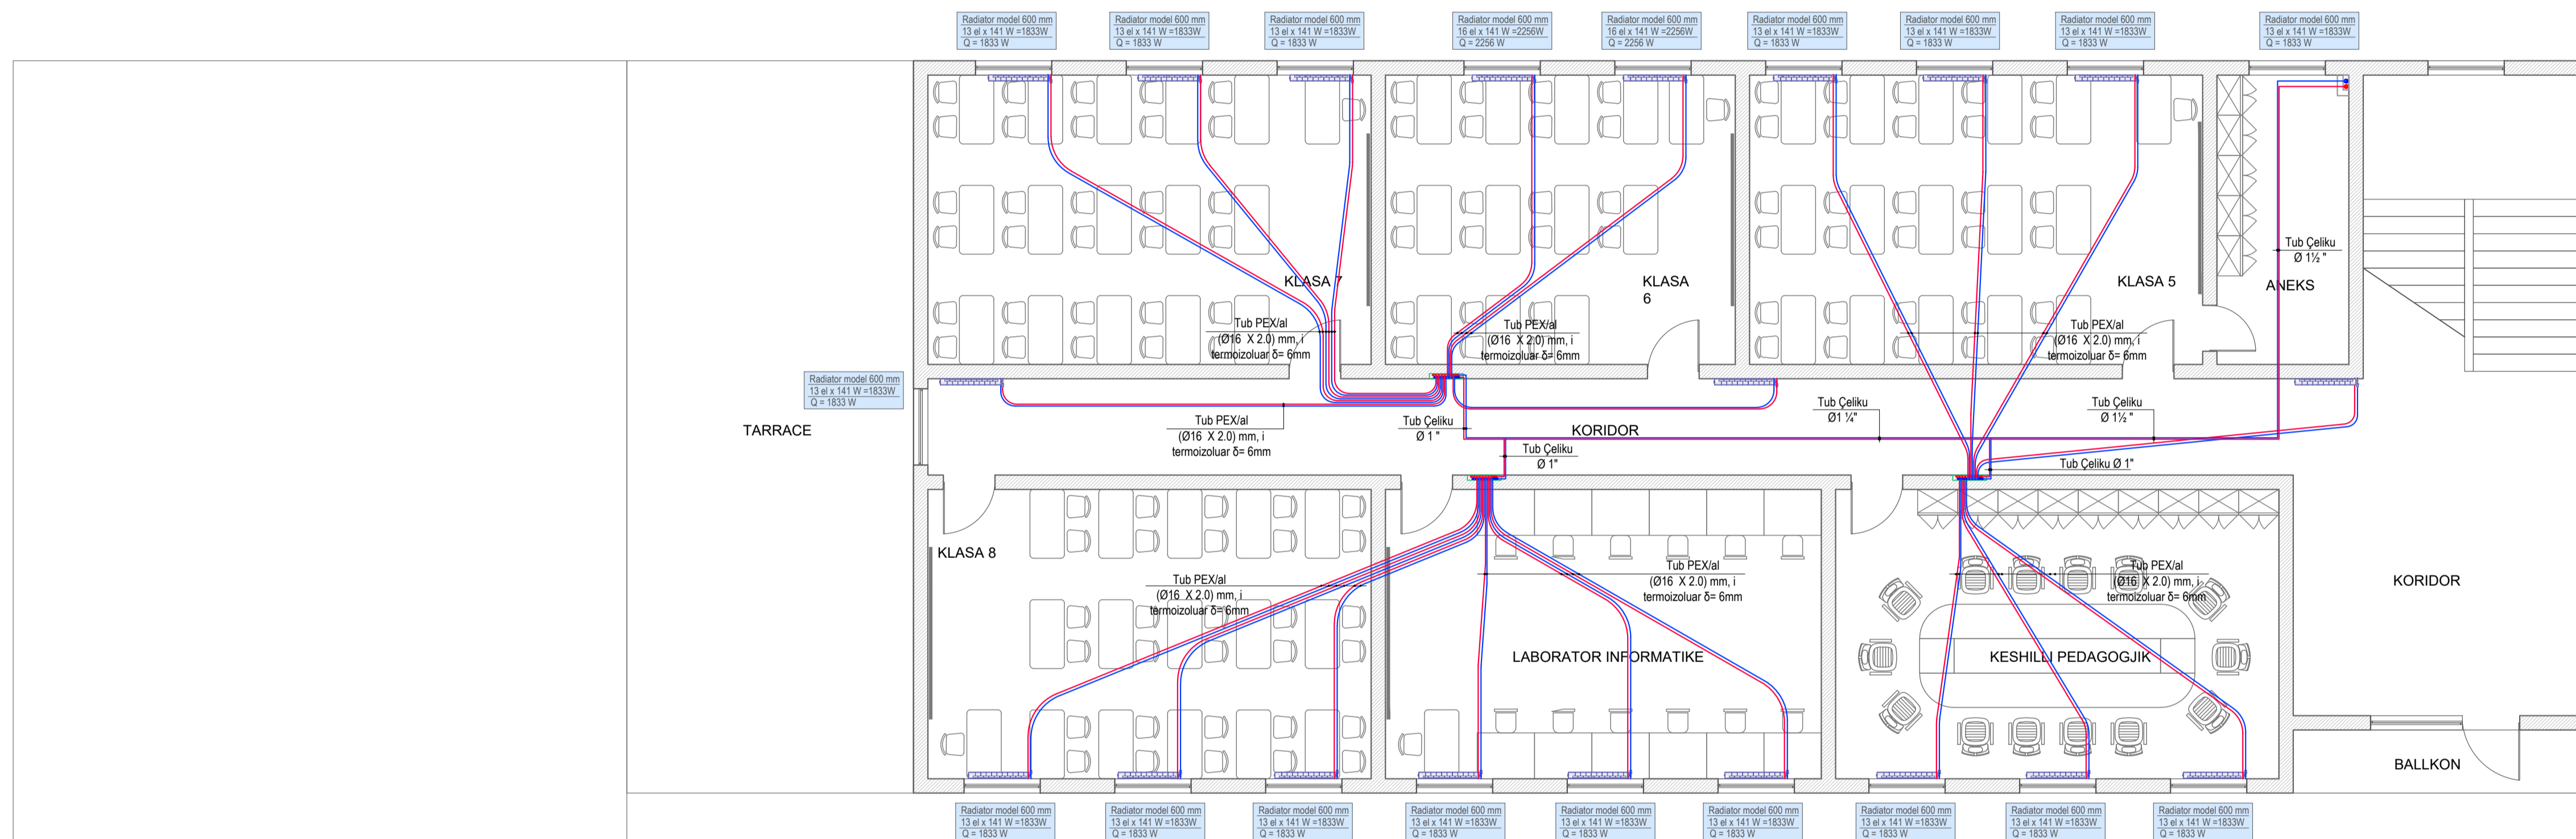 Radiator model 600 mm
13 el x 141 W =1833W
Q = 1833 W
Radiator model 600 mm
13 el x 141 W =1833W
Q = 1833 W
Radiator model 600 mm
13 el x 141 W =1833W
Q = 1833 W
Radiator model 600 mm
16 el x 141 W =2256W
Q = 2256 W
Radiator model 600 mm
16 el x 141 W =2256W
Q = 2256 W
Radiator model 600 mm
13 el x 141 W =1833W
Q = 1833 W
Radiator model 600 mm
13 el x 141 W =1833W
Q = 1833 W
Radiator model 600 mm
13 el x 141 W =1833W
Q = 1833 W
Radiator model 600 mm
13 el x 141 W =1833W
Q = 1833 W
Tub Çeliku
Ø 1½ "
KLASA 7
KLASA
6
KLASA 5
ANEKS
Tub PEX/al
(Ø16 X 2.0) mm, i
termoizoluar δ= 6mm
Tub PEX/al
(Ø16 X 2.0) mm, i
termoizoluar δ= 6mm
Tub PEX/al
(Ø16 X 2.0) mm, i
termoizoluar δ= 6mm
Radiator model 600 mm
13 el x 141 W =1833W
Q = 1833 W
TARRACE
Tub PEX/al
(Ø16 X 2.0) mm, i
termoizoluar δ= 6mm
Tub Çeliku
Ø 1 "
KORIDOR
Tub Çeliku
Ø1 ¼"
Tub Çeliku
Ø 1½ "
Tub Çeliku
Ø 1"
Tub Çeliku Ø 1"
KLASA 8
Tub PEX/al
(Ø16 X 2.0) mm, i
termoizoluar δ= 6mm
Tub PEX/al
(Ø16 X 2.0) mm, i
termoizoluar δ= 6mm
Tub PEX/al
(Ø16 X 2.0) mm, i
termoizoluar δ= 6mm
KORIDOR
LABORATOR INFORMATIKE
KESHILLI PEDAGOGJIK
BALLKON
Radiator model 600 mm
13 el x 141 W =1833W
Q = 1833 W
Radiator model 600 mm
13 el x 141 W =1833W
Q = 1833 W
Radiator model 600 mm
13 el x 141 W =1833W
Q = 1833 W
Radiator model 600 mm
13 el x 141 W =1833W
Q = 1833 W
Radiator model 600 mm
13 el x 141 W =1833W
Q = 1833 W
Radiator model 600 mm
13 el x 141 W =1833W
Q = 1833 W
Radiator model 600 mm
13 el x 141 W =1833W
Q = 1833 W
Radiator model 600 mm
13 el x 141 W =1833W
Q = 1833 W
Radiator model 600 mm
13 el x 141 W =1833W
Q = 1833 W